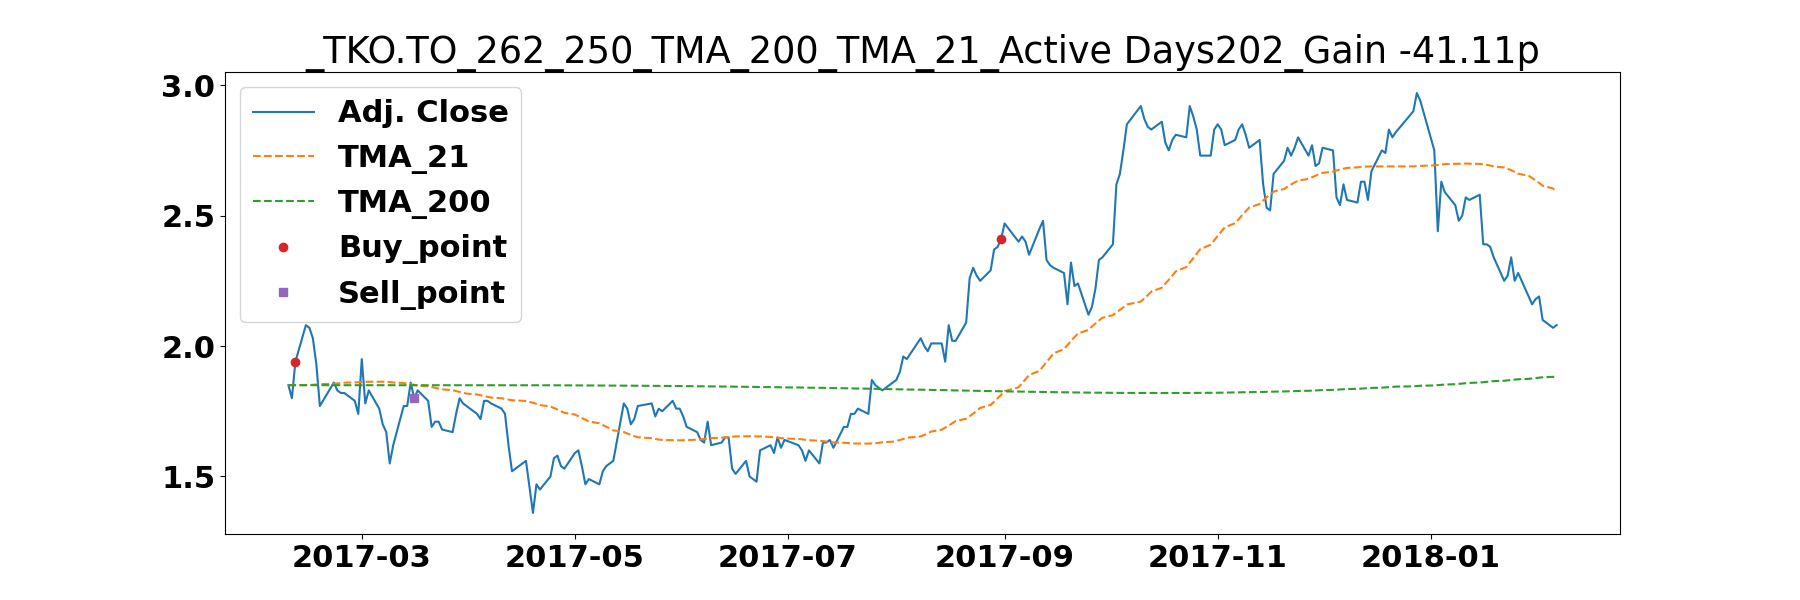 _TKO.TO_262_250_TMA_200_TMA_21_Active Days202_Gain -41.11p
3.0
2.5
2.0
1.5
Adj. Close
TMA_21
TMA_200
Buy_point
Sell_point
2017-03 2017-05 2017-07 2017-09 2017-11 2018-01